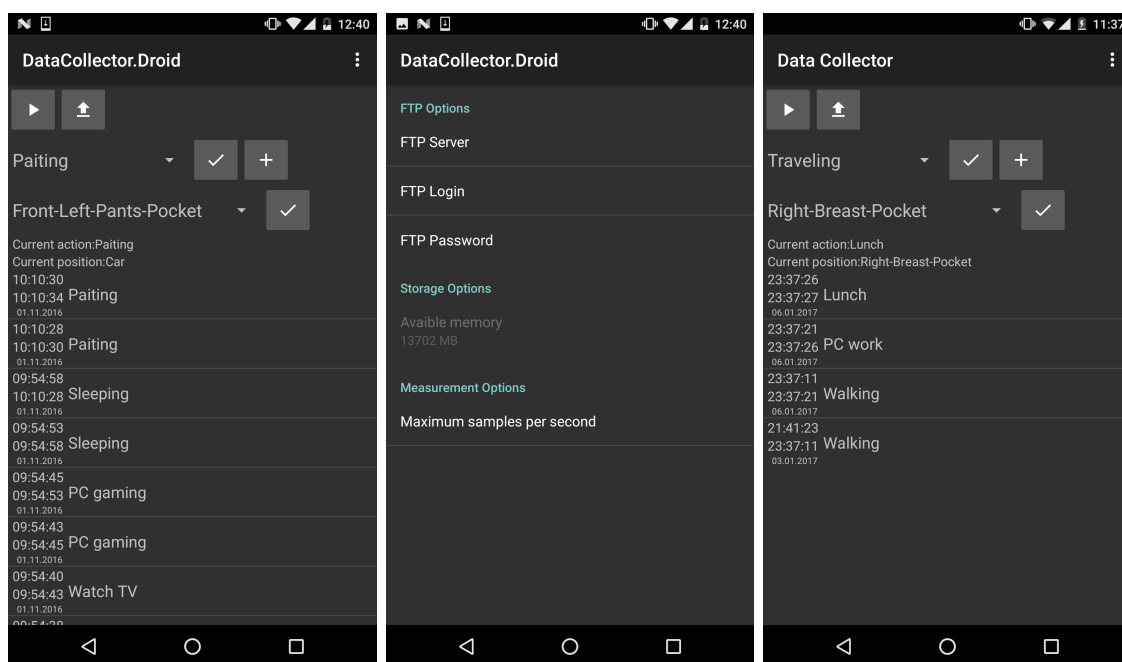 12:40
DataCollector.Droid
Paiting
Front-Left-Pants-Pocket
Current action:Paiting
Current position:Car
10:10:30
10:10:34 Paiting
01.11.2016
10:10:28
10:10:30 Paiting
01.11.2016
09:54:58
10:10:28 Sleeping
01.11.2016
09:54:53
09:54:58 Sleeping
01.11.2016
09:54:45
09:54:53 PC gaming
01.11.2016
09:54:43
09:54:45 PC gaming
01.11.2016
09:54:40
09:54:43 Watch TV
01.11.2016
12:40
DataCollector.Droid
FTP Options
FTP Server
FTP Login
FTP Password
Storage Options
Avaible memory
13702 MB
Measurement Options
Maximum samples per second
11:37
Data Collector
Traveling
Right-Breast-Pocket
Current action:Lunch
Current position:Right-Breast-Pocket
23:37:26
23:37:27 Lunch
06.01.2017
23:37:21
23:37:26 PC work
06.01.2017
23:37:11
23:37:21 Walking
06.01.2017
21:41:23
23:37:11 Walking
03.01.2017